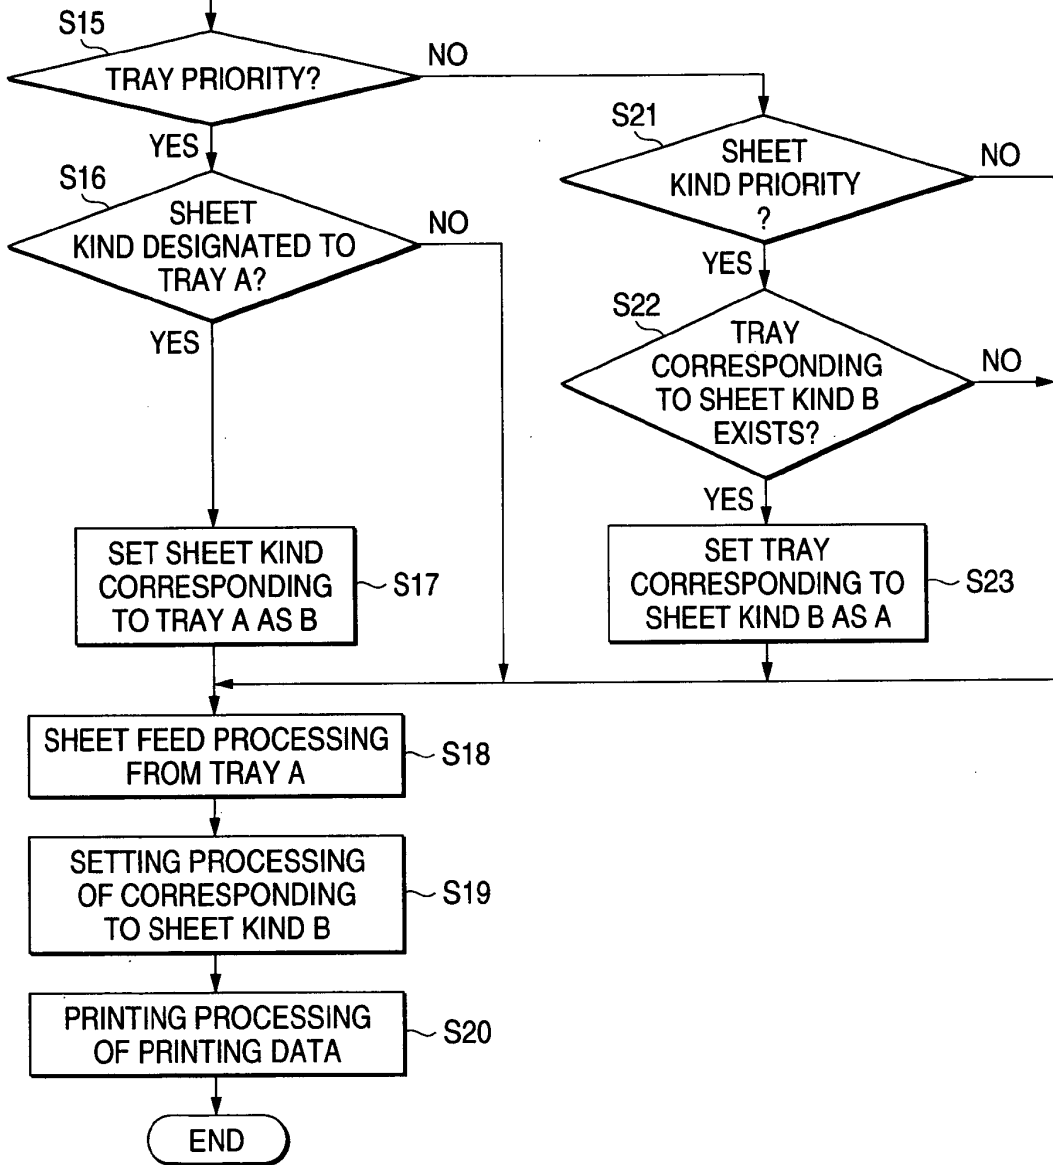 S15
TRAY PRIORITY?
NO
YES
S16
SHEET
KIND DESIGNATED TO
TRAY A?
NO
YES
S17
SET SHEET KIND
CORRESPONDING
TO TRAY A AS B
S21
SHEET
KIND PRIORITY
?
NO
YES
S22
TRAY
CORRESPONDING
TO SHEET KIND B
EXISTS?
NO
YES
SET TRAY
CORRESPONDING TO
SHEET KIND B AS A
S23
SHEET FEED PROCESSING
FROM TRAY A
S18
SETTING PROCESSING
OF CORRESPONDING
TO SHEET KIND B
S19
PRINTING PROCESSING
OF PRINTING DATA
S20
END